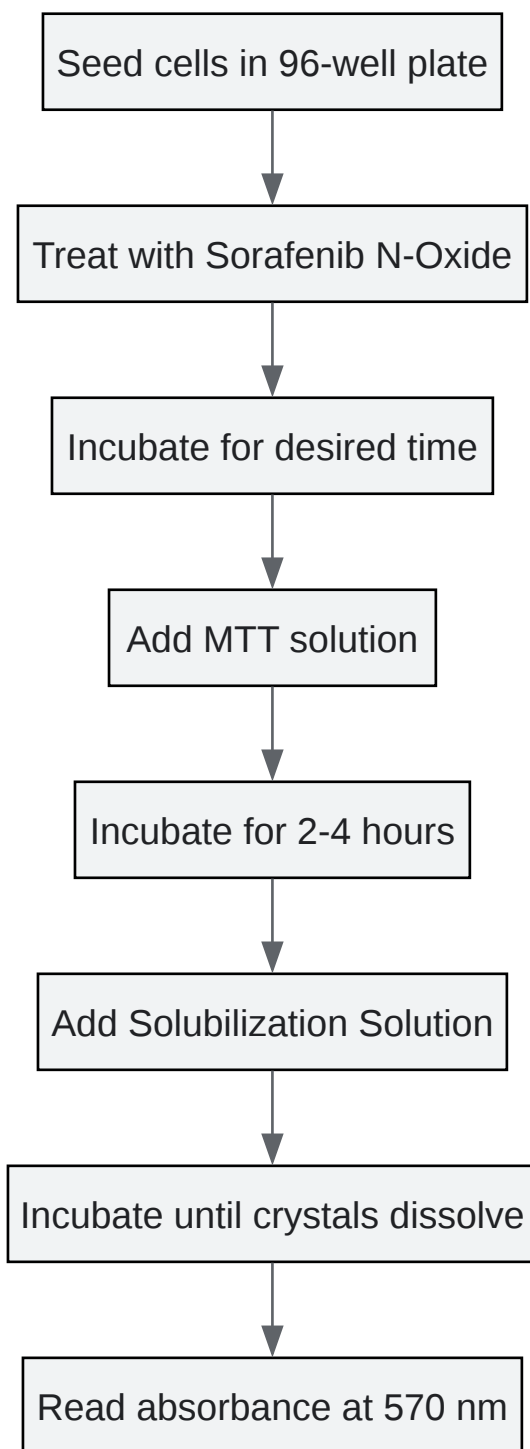 Seed cells in 96-well plate
Treat with Sorafenib N-Oxide
Incubate for desired time
Add MTT solution
Incubate for 2-4 hours
Add Solubilization Solution
Incubate until crystals dissolve
Read absorbance at 570 nm